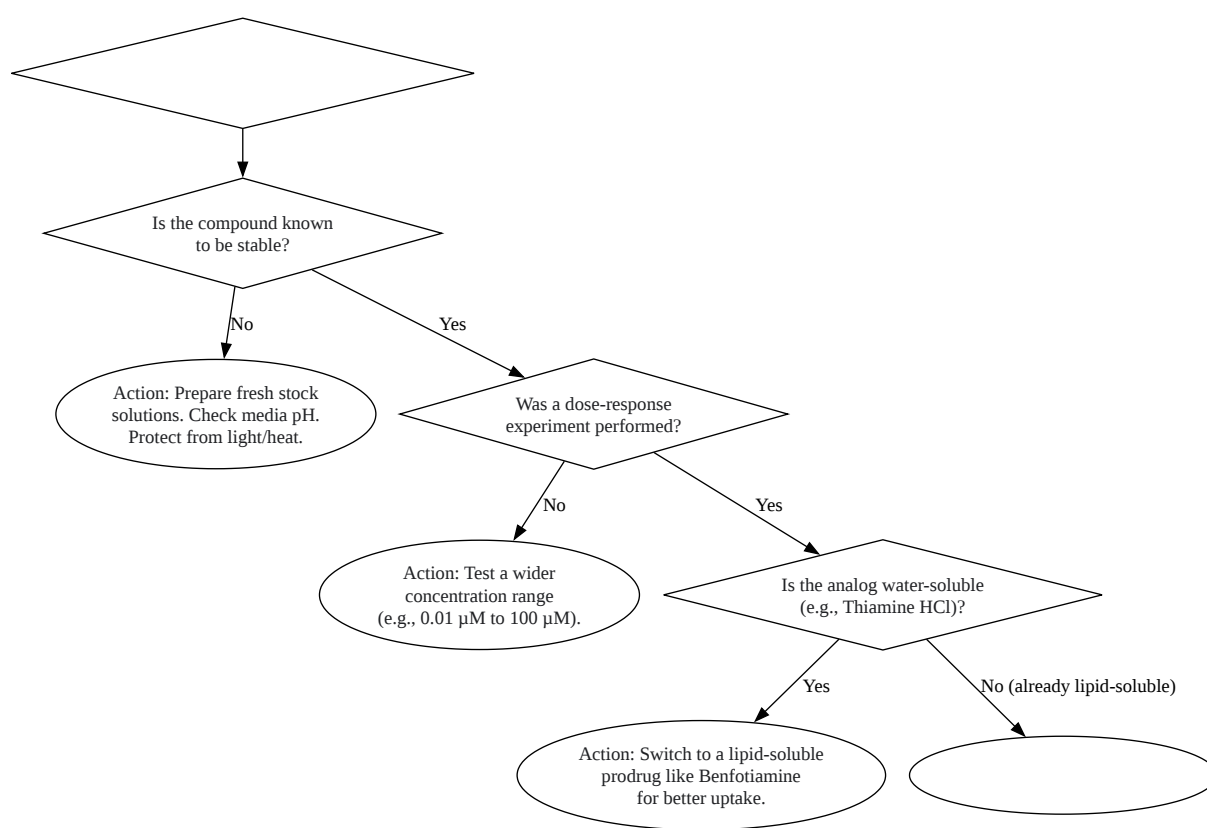 Is the compound known
to be stable?
No
Yes
Action: Prepare fresh stock
solutions. Check media pH.
Protect from light/heat.
Was a dose-response
experiment performed?
No
Yes
Action: Test a wider
concentration range
(e.g., 0.01 µM to 100 µM).
Is the analog water-soluble
(e.g., Thiamine HCl)?
Yes
No (already lipid-soluble)
Action: Switch to a lipid-soluble
prodrug like Benfotiamine
for better uptake.